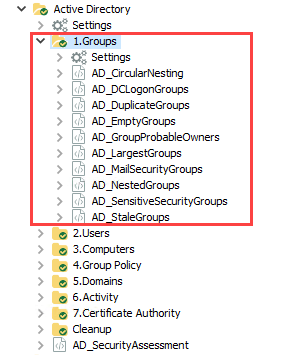 Active Directory
Settings
1.Groups
Settings
AD_CircularNesting
AD_DCLogonGroups
AD_DuplicateGroups
AD_EmptyGroups
AD_GroupProbableOwners
AD_LargestGroups
AD_MailSecurityGroups
AD_NestedGroups
AD_SensitiveSecurityGroups
AD_StaleGroups
2.Users
3.Computers
4.Group Policy
5.Domains
6.Activity
7.Certificate Authority
Cleanup
AD_SecurityAssessment